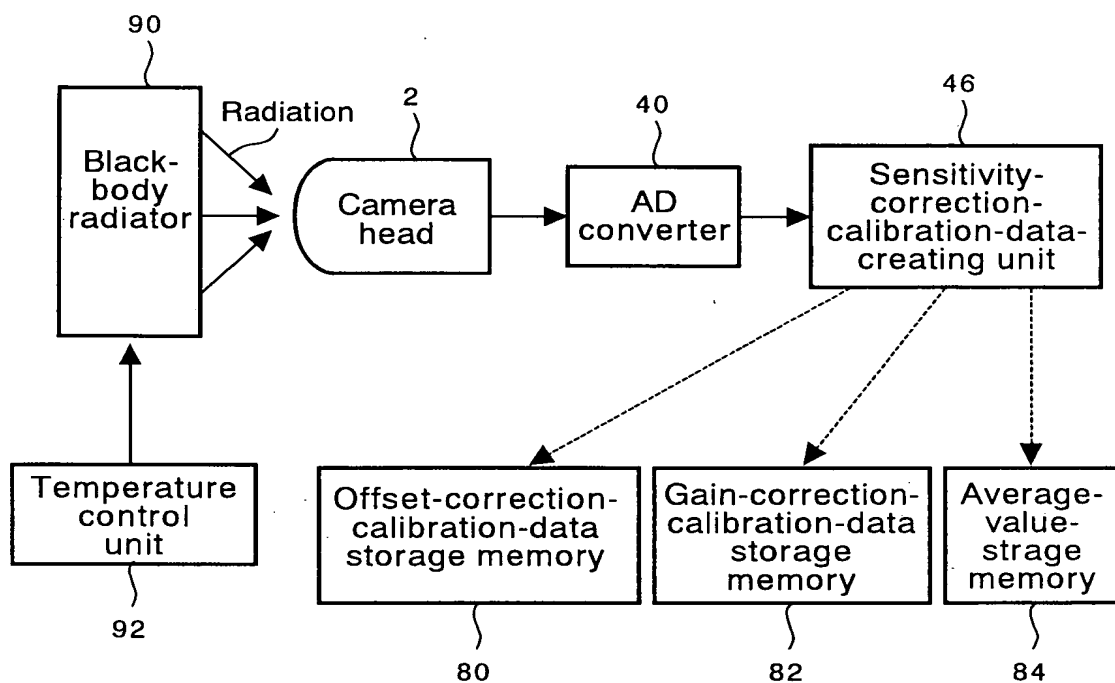 90
Radiation
2
40
46
Black-
body
radiator
Camera
head
AD
converter
Sensitivity-
correction-
calibration-data-
creating unit
Temperature
control
unit
Offset-correction-
calibration-data
storage memory
Gain-correction-
calibration-data
storage
memory
Average-
value-
strage
memory
92
80
82
84